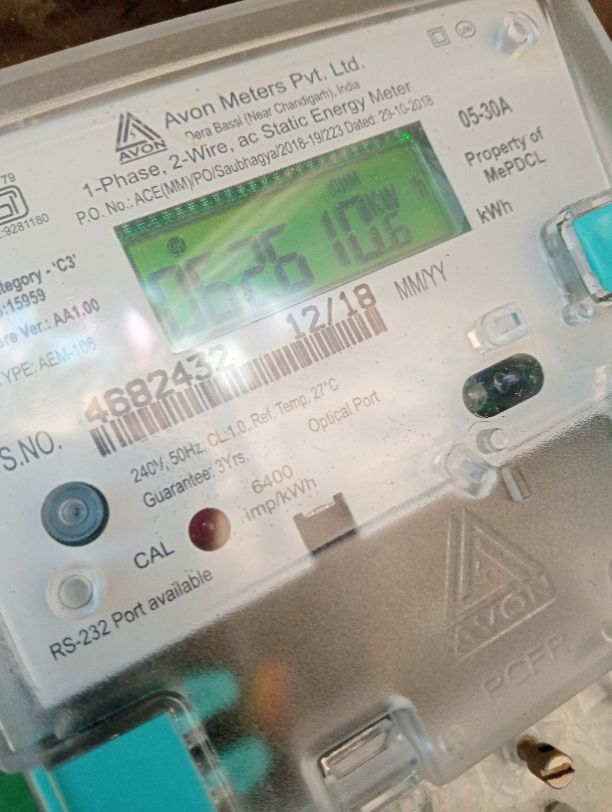 Avon Meters Pvt. Ltd.
Dera Bassi (Near Chandigarh), India
AVON
1-Phase, 2-Wire, ac Static Energy Meter
P.O. No.: ACE(MM)/PO/Saubhagya/2018-19/223 Dated: 29-10-2018
05-30A
Property of
MePDCL
kWh
79
9281180
CUM
kW h
ategory - 'C3'
:15959
are Ver.: AA1.00
TYPE: AEM-106
12/18 MM/YY
S.NO. 4682432
240V, 50Hz, CL:1.0, Ref. Temp. 27°C
Guarantee: 3Yrs.
Optical Port
6400
imp/kWh
CAL
RS-232 Port available
AVON